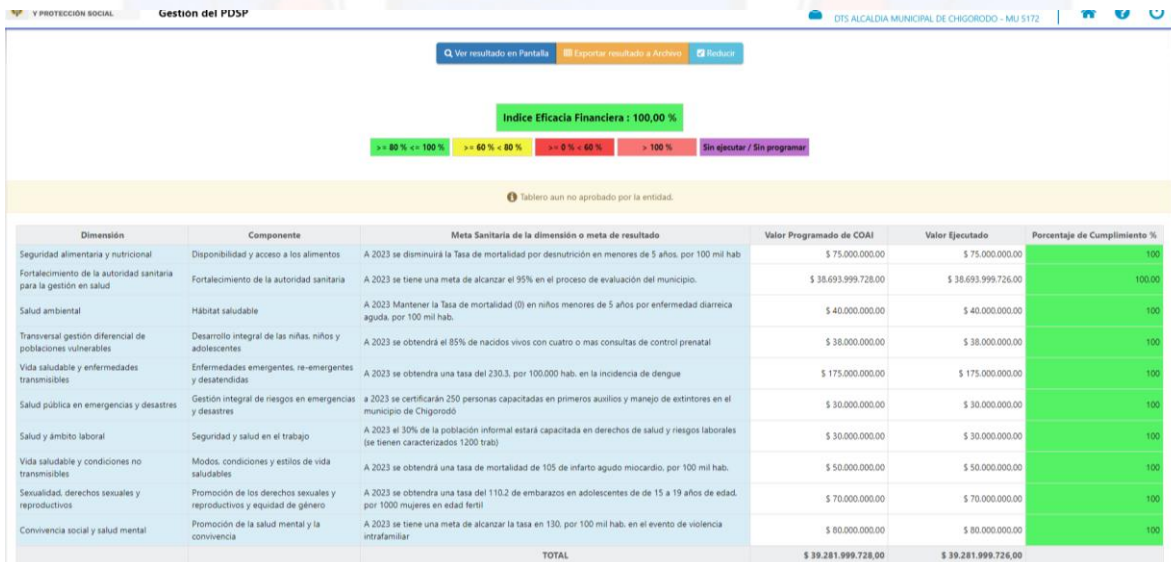 Y PROTECCIÓN SOCIAL
Gestión del PDSP
DTS ALCALDIA MUNICIPAL DE CHIGORODO - MU 5172
Ver resultado en Pantalla
Exportar resultado a Archivo
Reducir
Indice Eficacia Financiera : 100,00 %
>= 80 % <= 100 %
>= 60 % < 80 %
>= 0 % < 60 %
> 100 %
Sin ejecutar / Sin programar
Tablero aun no aprobado por la entidad.
Dimensión Componente Meta Sanitaria de la dimensión o meta de resultado Valor Programado de COAI Valor Ejecutado Porcentaje de Cumplimiento %
Seguridad alimentaria y nutricional Disponibilidad y acceso a los alimentos A 2023 se disminuirá la Tasa de mortalidad por desnutrición en menores de 5 años, por 100 mil hab $ 75.000.000,00 $ 75.000.000,00 100
Fortalecimiento de la autoridad sanitaria
para la gestión en salud
Fortalecimiento de la autoridad sanitaria A 2023 se tiene una meta de alcanzar el 95% en el proceso de evaluación del municipio. $ 38.693.999.728,00 $ 38.693.999.726,00 100,00
Salud ambiental Hábitat saludable
A 2023 Mantener la Tasa de mortalidad (0) en niños menores de 5 años por enfermedad diarreica
aguda, por 100 mil hab.
$ 40.000.000,00 $ 40.000.000,00 100
Transversal gestión diferencial de
poblaciones vulnerables
Desarrollo integral de las niñas, niños y
adolescentes
A 2023 se obtendrá el 85% de nacidos vivos con cuatro o mas consultas de control prenatal $ 38.000.000,00 $ 38.000.000,00 100
Vida saludable y enfermedades
transmisibles
Enfermedades emergentes, re-emergentes
y desatendidas
A 2023 se obtendra una tasa del 230.3, por 100.000 hab, en la incidencia de dengue $ 175.000.000,00 $ 175.000.000,00 100
Salud pública en emergencias y desastres
Gestión integral de riesgos en emergencias
y desastres
a 2023 se certificarán 250 personas capacitadas en primeros auxilios y manejo de extintores en el
municipio de Chigorodó
$ 30.000.000,00 $ 30.000.000,00 100
Salud y ámbito laboral Seguridad y salud en el trabajo
A 2023 el 30% de la población informal estará capacitada en derechos de salud y riesgos laborales
(se tienen caracterizados 1200 trab)
$ 30.000.000,00 $ 30.000.000,00 100
Vida saludable y condiciones no
transmisibles
Modos, condiciones y estilos de vida
saludables
A 2023 se obtendrá una tasa de mortalidad de 105 de infarto agudo miocardio, por 100 mil hab. $ 50.000.000,00 $ 50.000.000,00 100
Sexualidad, derechos sexuales y
reproductivos
Promoción de los derechos sexuales y
reproductivos y equidad de género
A 2023 se obtendra una tasa del 110.2 de embarazos en adolescentes de de 15 a 19 años de edad,
por 1000 mujeres en edad fertil
$ 70.000.000,00 $ 70.000.000,00 100
Convivencia social y salud mental
Promoción de la salud mental y la
convivencia
A 2023 se tiene una meta de alcanzar la tasa en 130, por 100 mil hab, en el evento de violencia
intrafamiliar
$ 80.000.000,00 $ 80.000.000,00 100
TOTAL $ 39.281.999.728,00 $ 39.281.999.726,00